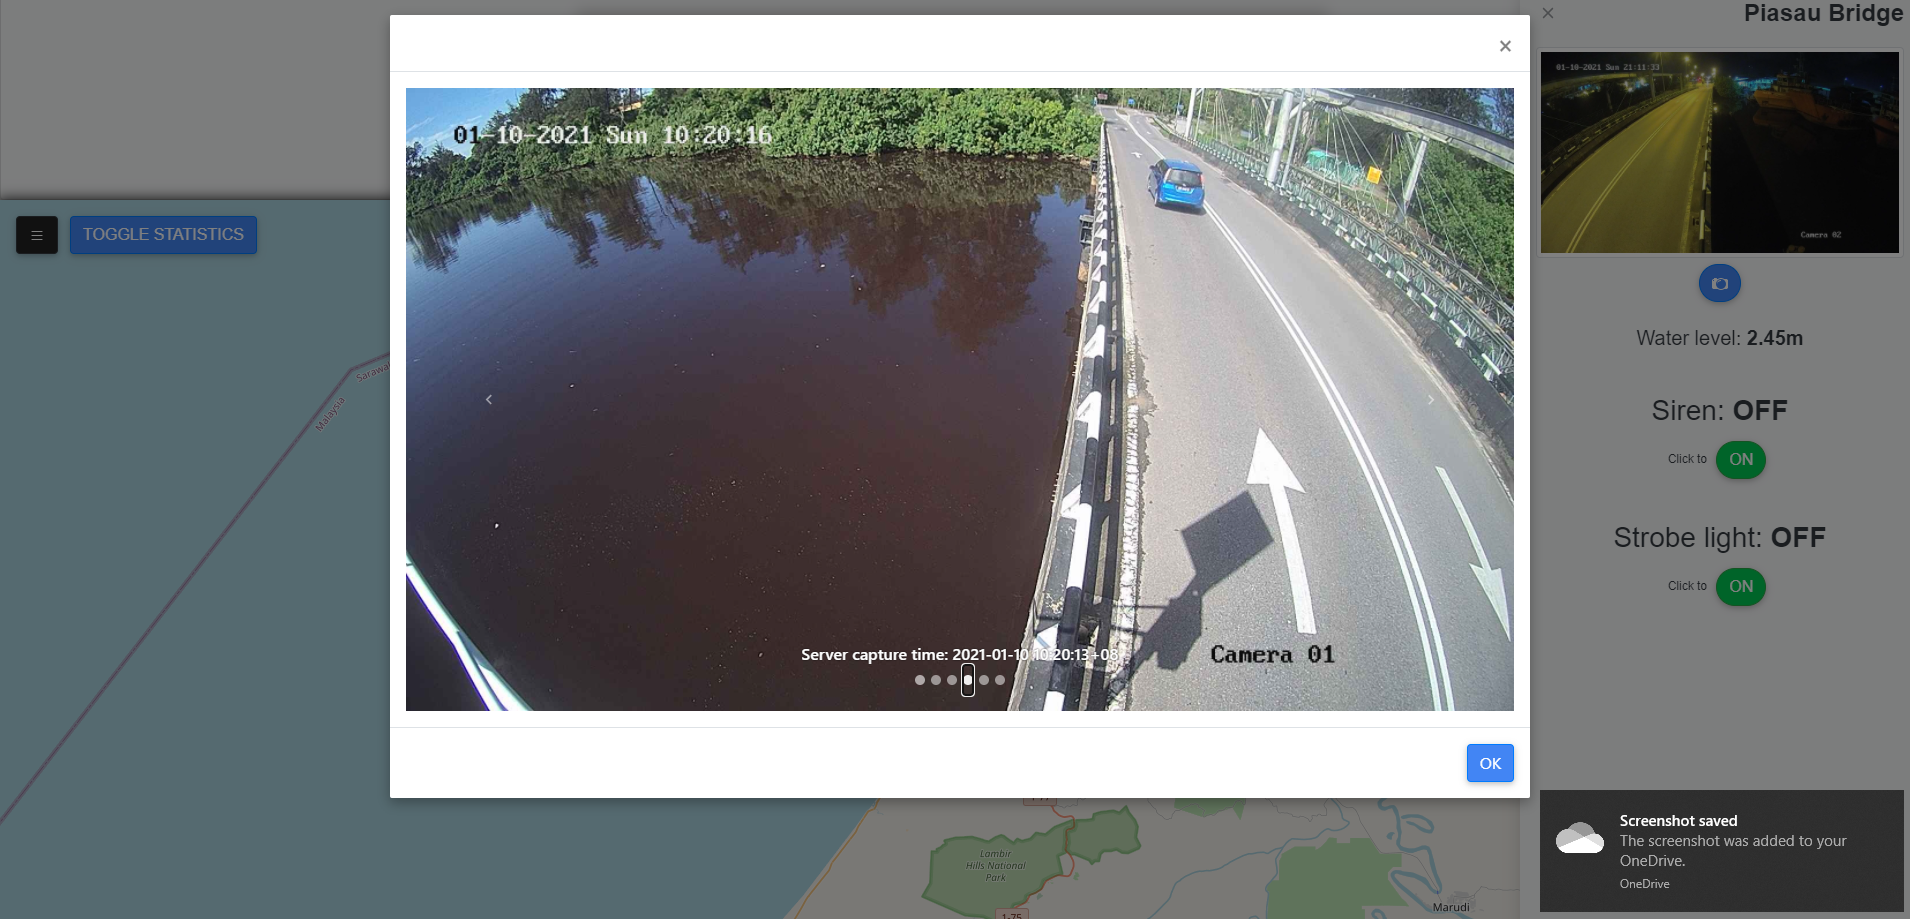 ×
Piasau Bridge
×
01-10-2021 Sun 21:11:33
01-10-2021 Sun 10:20:16
TOGGLE STATISTICS
Camera 02
Water level: 2.45m
Malaysia
Siren: OFF
Click to ON
Strobe light: OFF
Click to ON
Server capture time: 2021-01-10 10:20:13+08
Camera 01
OK
Lambir
Hills National
Park
1-75
Marudi
Screenshot saved
The screenshot was added to your
OneDrive.
OneDrive